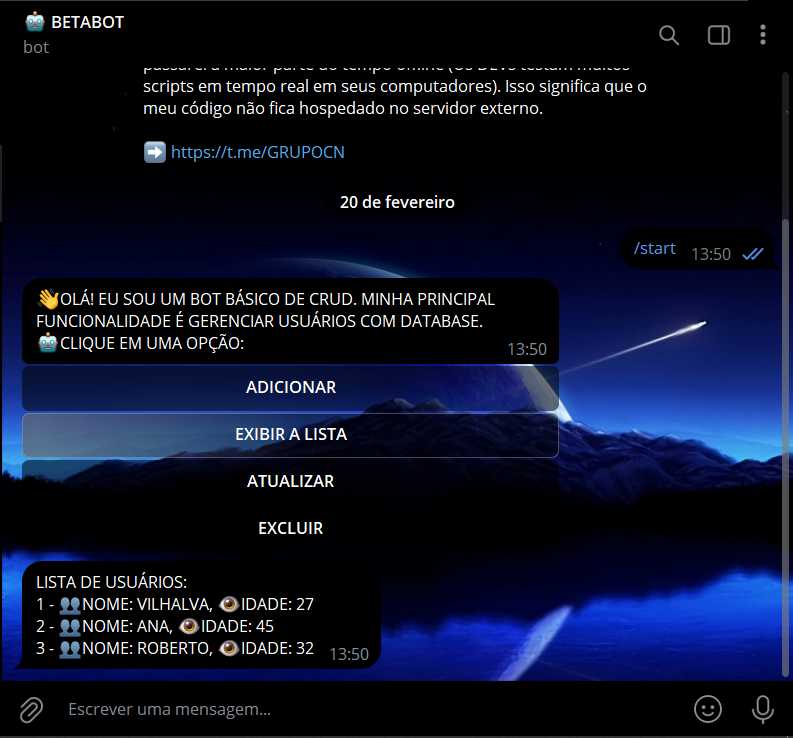 🤖 BETABOT
bot
scripts em tempo real em seus computadores). Isso significa que o
meu código não fica hospedado no servidor externo.
➡️ https://t.me/GRUPOCN
20 de fevereiro
/start 13:50
👋OLÁ! EU SOU UM BOT BÁSICO DE CRUD. MINHA PRINCIPAL
FUNCIONALIDADE É GERENCIAR USUÁRIOS COM DATABASE.
🤖CLIQUE EM UMA OPÇÃO: 13:50
ADICIONAR
EXIBIR A LISTA
ATUALIZAR
EXCLUIR
LISTA DE USUÁRIOS:
1 - 👥NOME: VILHALVA, 👁️IDADE: 27
2 - 👥NOME: ANA, 👁️IDADE: 45
3 - 👥NOME: ROBERTO, 👁️IDADE: 32 13:50
Escrever uma mensagem...